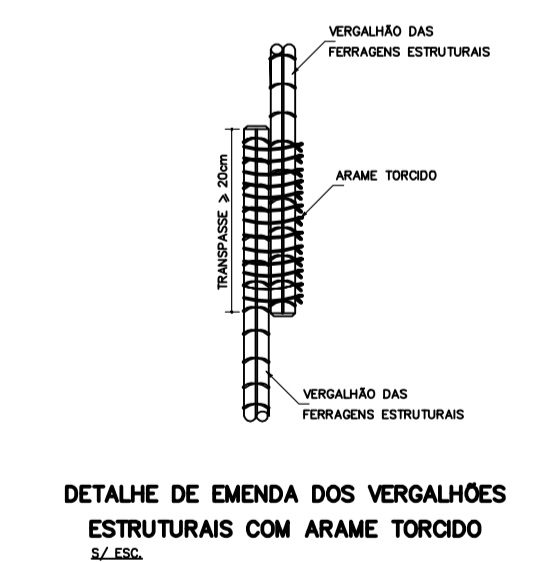 VERGALHÃO DAS
FERRAGENS ESTRUTURAIS
ARAME TORCIDO
TRANSPASSE ⩾ 20cm
VERGALHÃO DAS
FERRAGENS ESTRUTURAIS
DETALHE DE EMENDA DOS VERGALHÕES
ESTRUTURAIS COM ARAME TORCIDO
S/ ESC.